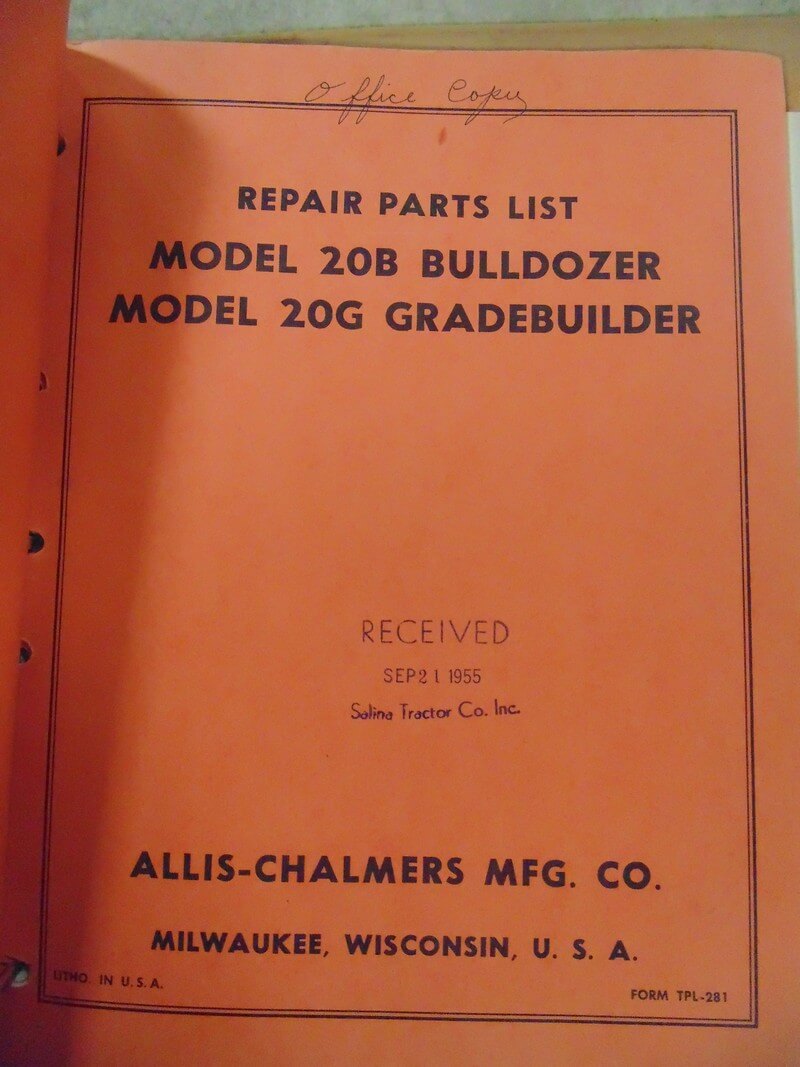 Office Copy
REPAIR PARTS LIST
MODEL 20B BULLDOZER
MODEL 20G GRADEBUILDER
RECEIVED
SEP 21 1955
Salina Tractor Co. Inc.
ALLIS-CHALMERS MFG. CO.
MILWAUKEE, WISCONSIN, U. S. A.
LITHO. IN U.S.A.
FORM TPL-281